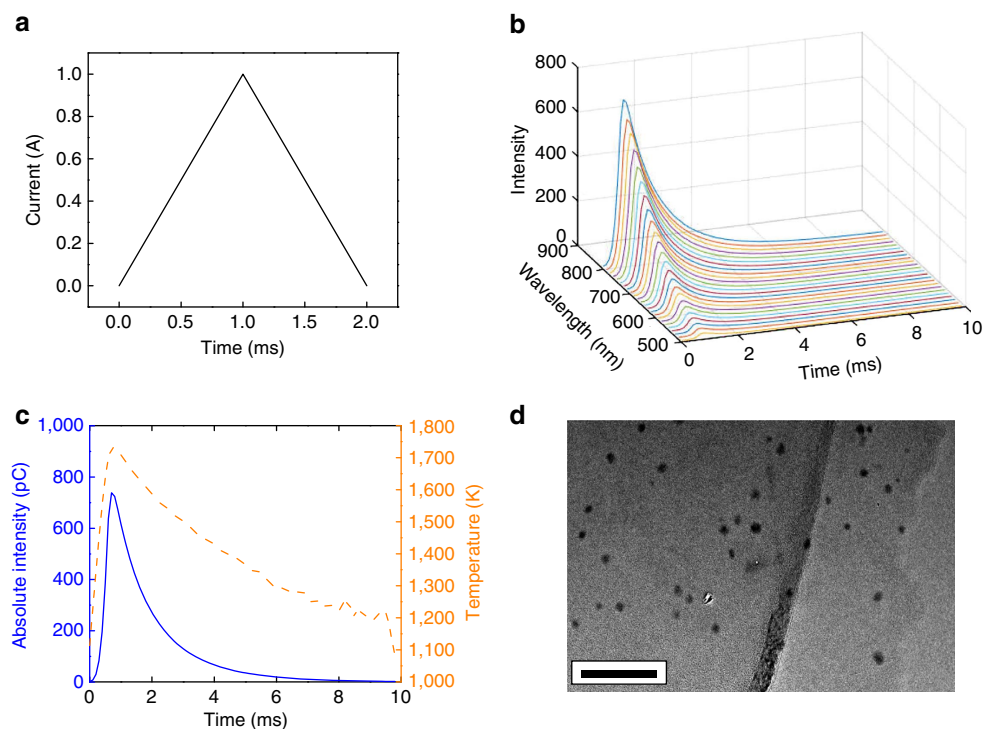 a
1.0
0.8
0.6
0.4
0.2
0.0
Current (A)
0.0 0.5 1.0 1.5 2.0
Time (ms)
b
800
600
400
200
0
Intensity
900
800
700
600
500
Wavelength (nm)
0 2 4 6 8 10
Time (ms)
c
1,000
800
600
400
200
0
Absolute intensity (pC)
1,800
1,700
1,600
1,500
1,400
1,300
1,200
1,100
1,000
Temperature (K)
0 2 4 6 8 10
Time (ms)
d